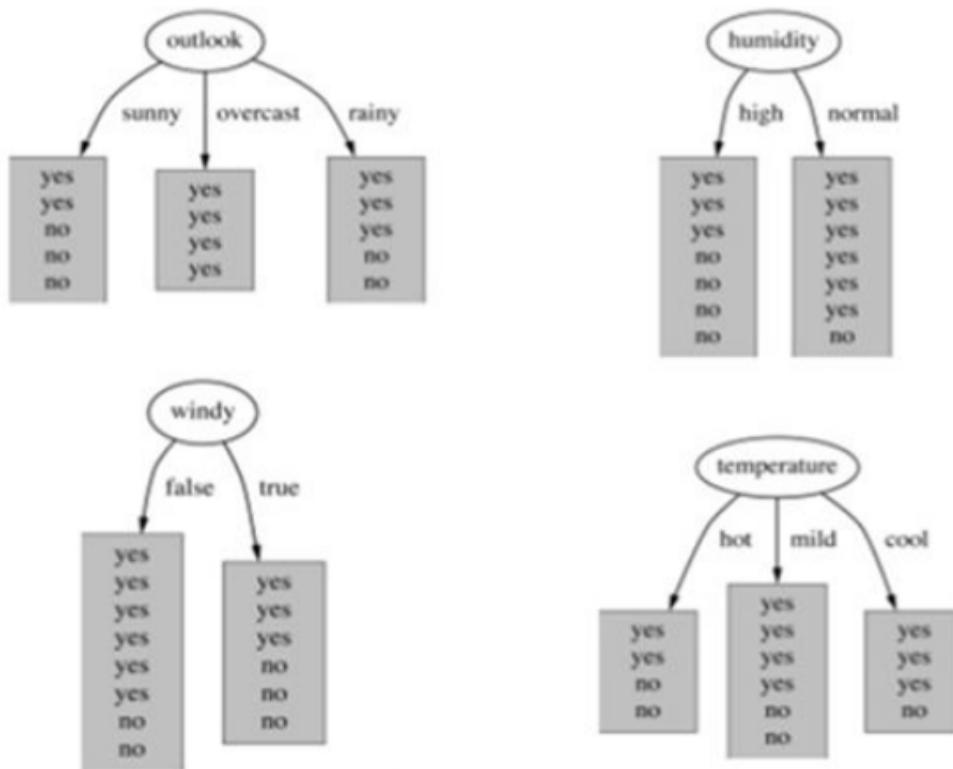 outlook
sunny overcast rainy
yes yes yes
yes yes yes
no yes yes
no yes no
no no
humidity
high normal
yes yes
yes yes
yes yes
no yes
no yes
no yes
no no
windy
false true
yes yes
yes yes
yes yes
yes no
yes no
yes no
no
no
temperature
hot mild cool
yes yes yes
yes yes yes
no yes yes
no yes no
no
no